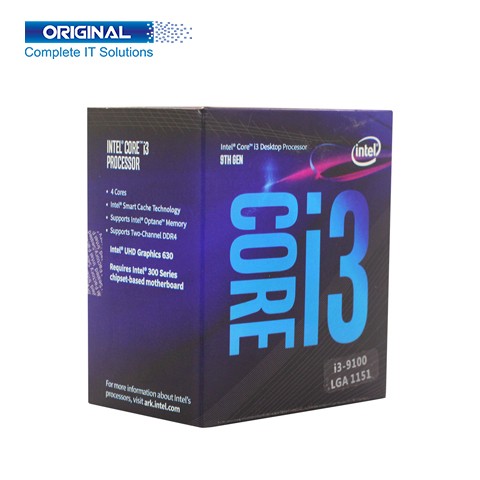 ORIGINAL
Complete IT Solutions
INTEL® CORE™ i3
PROCESSOR
• 4 Cores
• Intel® Smart Cache Technology
• Supports Intel® Optane™ Memory
• Supports Two-Channel DDR4
Intel® UHD Graphics 630
Requires Intel® 300 Series
chipset-based motherboard
For more information about Intel's
processors, visit ark.intel.com
Intel® Core™ i3 Desktop Processor
9TH GEN
intel
CORE i3
i3-9100
LGA 1151